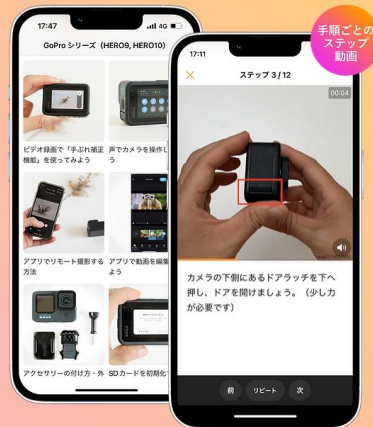 手順ごとの
ステップ
動画
17:47
4G
GoPro シリーズ（HERO9, HERO10）
ビデオ録画で「手ぶれ補正
機能」を使ってみよう
声でカメラを操作し
う
アプリでリモート撮影する
方法
アプリで動画を編集
よう
アクセサリーの付け方・外
SDカードを初期化
17:11
ステップ 3 / 12
00:04
カメラの下側にあるドアラッチを下へ
押し、ドアを開けましょう。（少し力
が必要です）
前 リピート 次